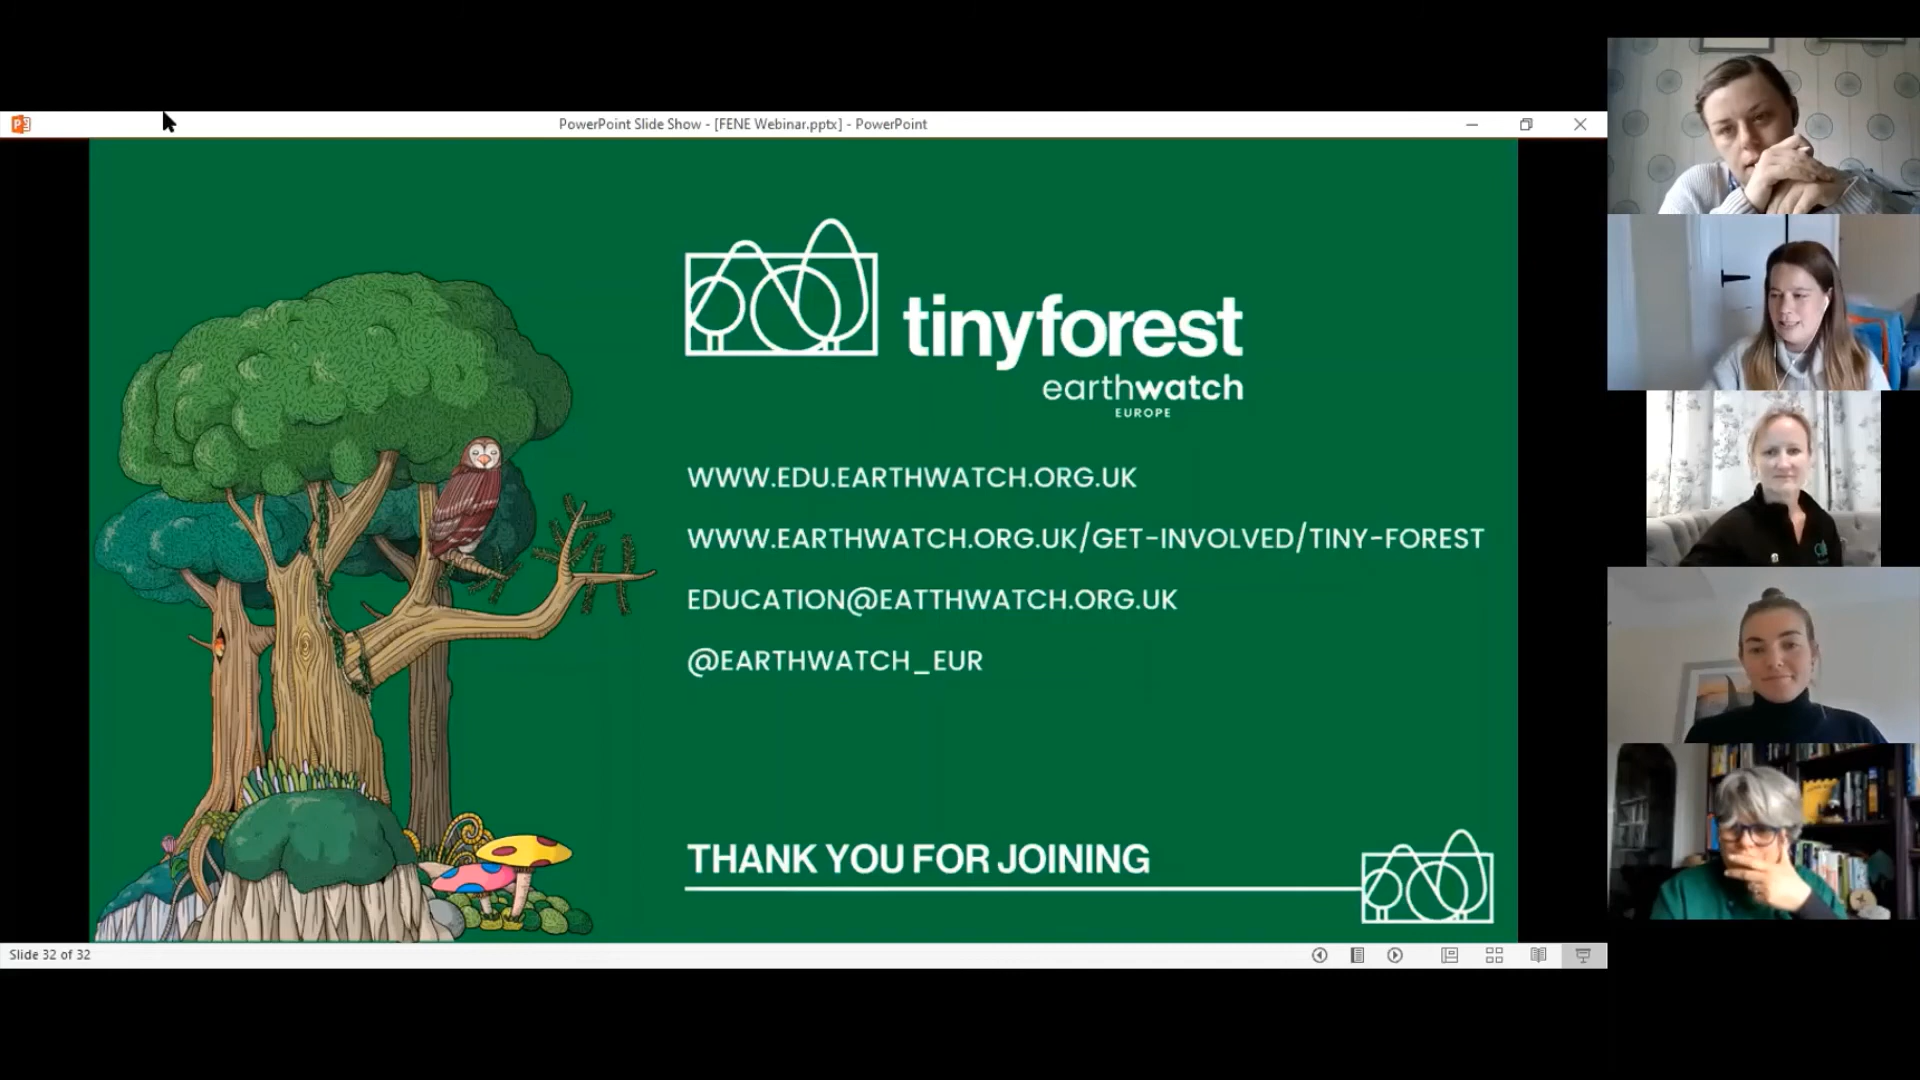 PowerPoint Slide Show - [FENE Webinar.pptx] - PowerPoint
tinyforest
earthwatch
EUROPE
WWW.EDU.EARTHWATCH.ORG.UK
WWW.EARTHWATCH.ORG.UK/GET-INVOLVED/TINY-FOREST
EDUCATION@EATTHWATCH.ORG.UK
@EARTHWATCH_EUR
THANK YOU FOR JOINING
Slide 32 of 32